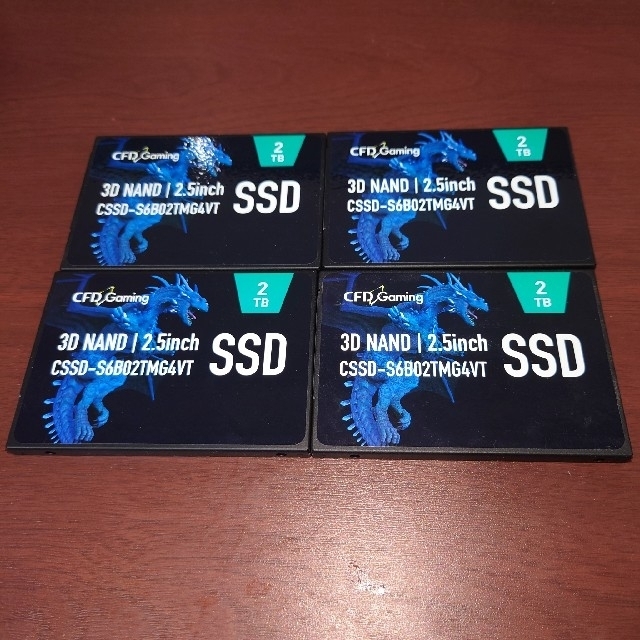 CFD Gaming
2
TB
3D NAND | 2.5inch
CSSD-S6B02TMG4VT
SSD
CFD Gaming
2
TB
3D NAND | 2.5inch
CSSD-S6B02TMG4VT
SSD
CFD Gaming
2
TB
3D NAND | 2.5inch
CSSD-S6B02TMG4VT
SSD
CFD Gaming
2
TB
3D NAND | 2.5inch
CSSD-S6B02TMG4VT
SSD